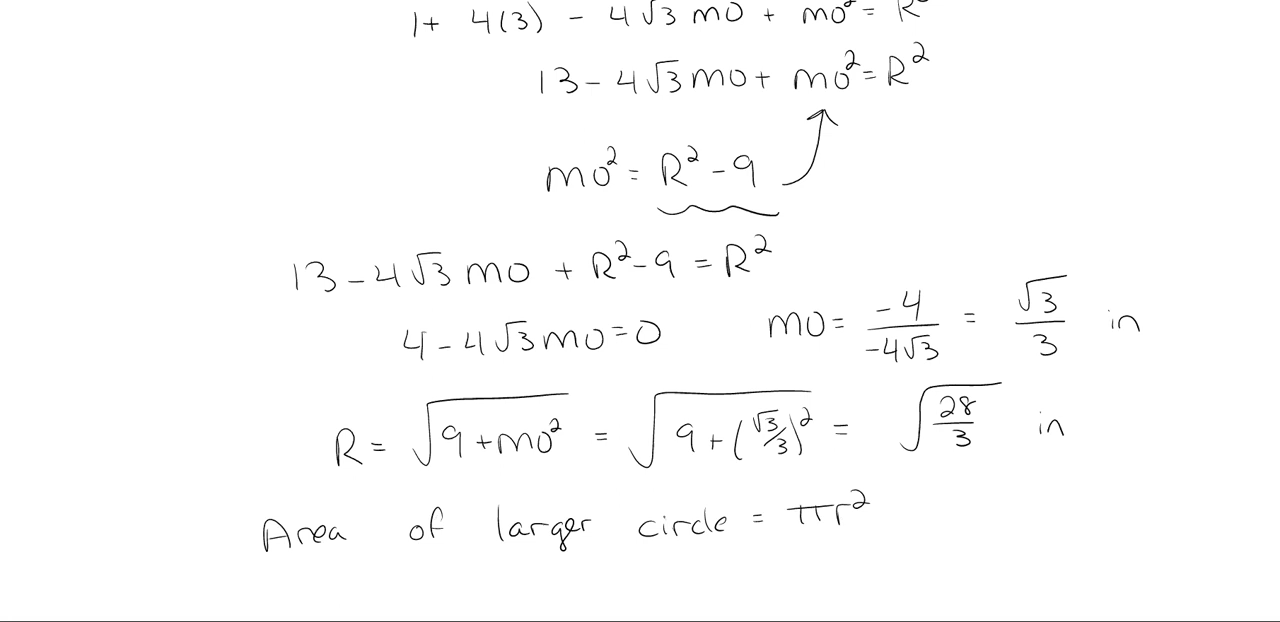 1 + 4(3) - 4√3 mo + mo² = R²
13 - 4√3 mo + mo² = R²
mo² = R² - 9
13 - 4√3 mo + R² - 9 = R²
4 - 4√3 mo = 0 mo = -4/-4√3 = √3/3 in
R = √(9 + mo²) = √(9 + (√3/3)²) = √(28/3) in
Area of larger circle = πr²